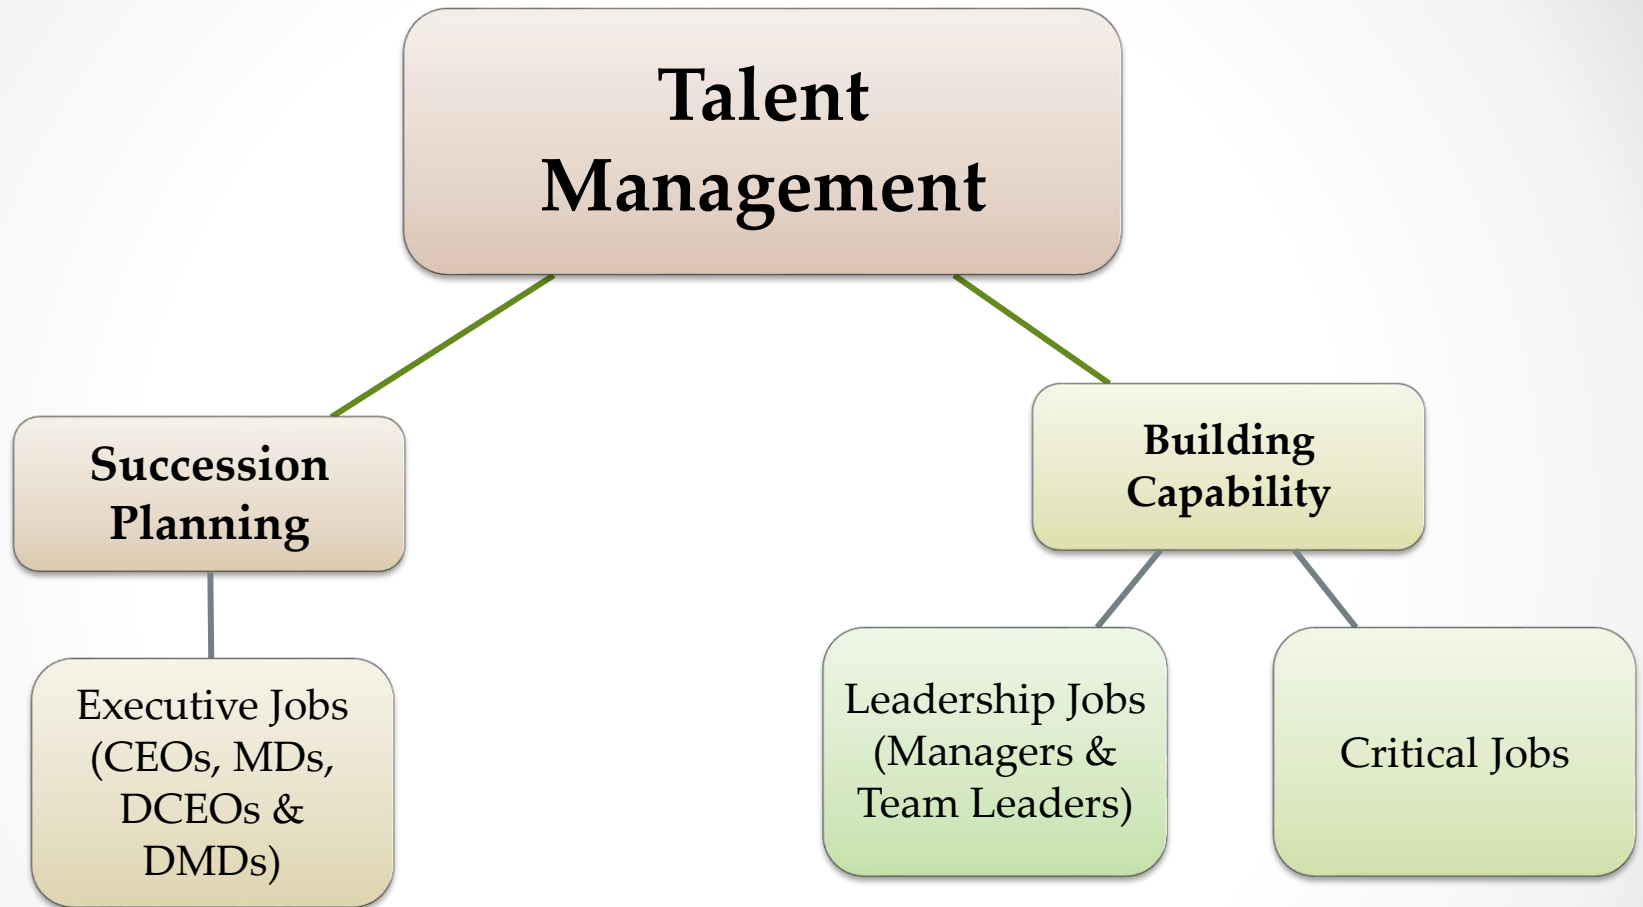 Talent
Management
Succession
Planning
Building
Capability
Executive Jobs
(CEOs, MDs,
DCEOs &
DMDs)
Leadership Jobs
(Managers &
Team Leaders)
Critical Jobs